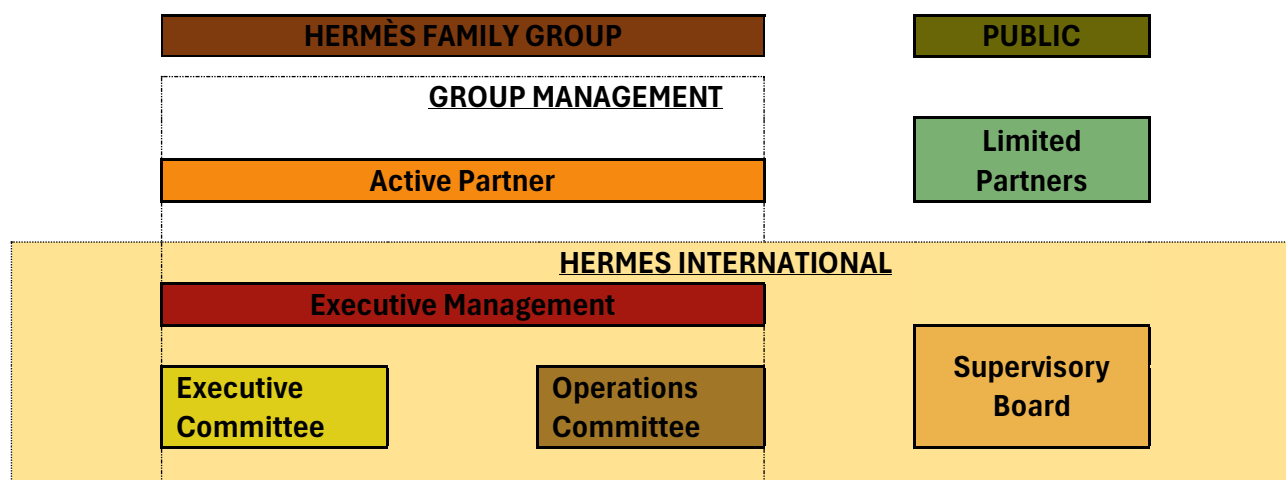 HERMÈS FAMILY GROUP
PUBLIC
GROUP MANAGEMENT
Limited
Partners
Active Partner
HERMES INTERNATIONAL
Executive Management
Executive
Committee
Operations
Committee
Supervisory
Board